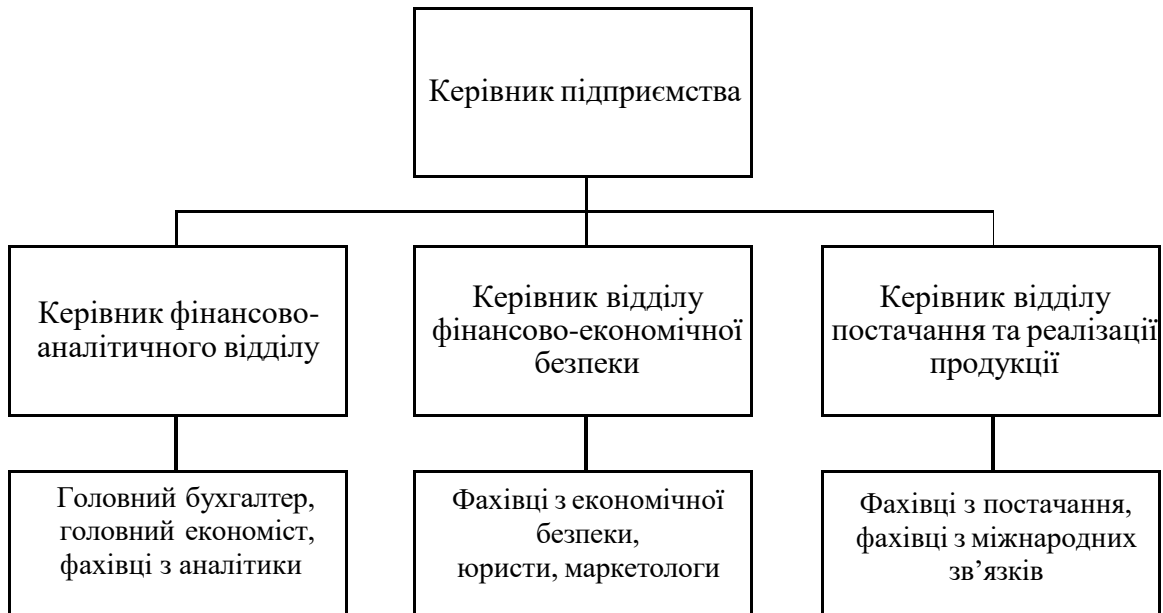 Керівник підприємства
Керівник фінансово-
аналітичного відділу
Керівник відділу
фінансово-економічної
безпеки
Керівник відділу
постачання та реалізації
продукції
Головний бухгалтер,
головний економіст,
фахівці з аналітики
Фахівці з економічної
безпеки,
юристи, маркетологи
Фахівці з постачання,
фахівці з міжнародних
зв’язків